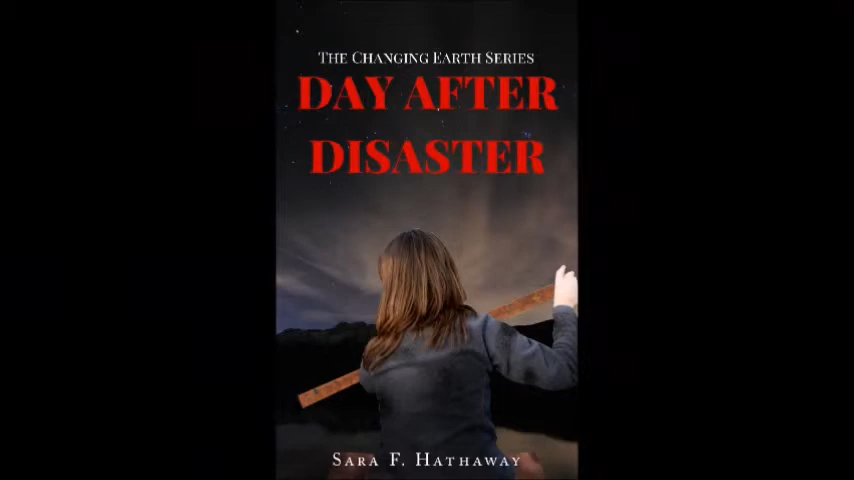 The Changing Earth Series
DAY AFTER
DISASTER
Sara F. Hathaway